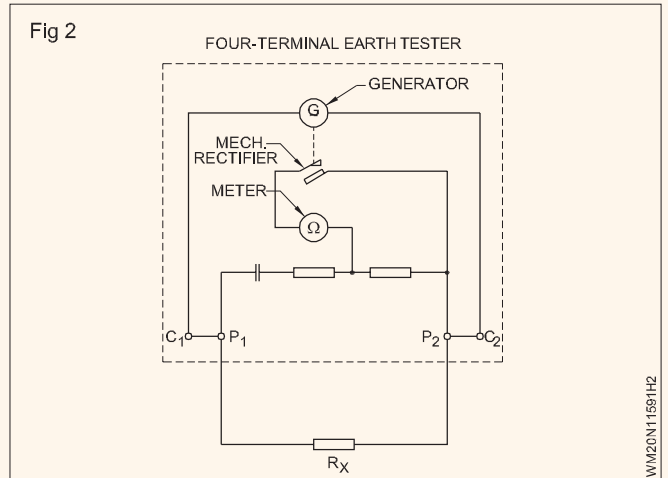 Fig 2
FOUR-TERMINAL EARTH TESTER
G
GENERATOR
MECH.
RECTIFIER
METER
Ω
C1
P1
P2
C2
RX
WM20N11591H2